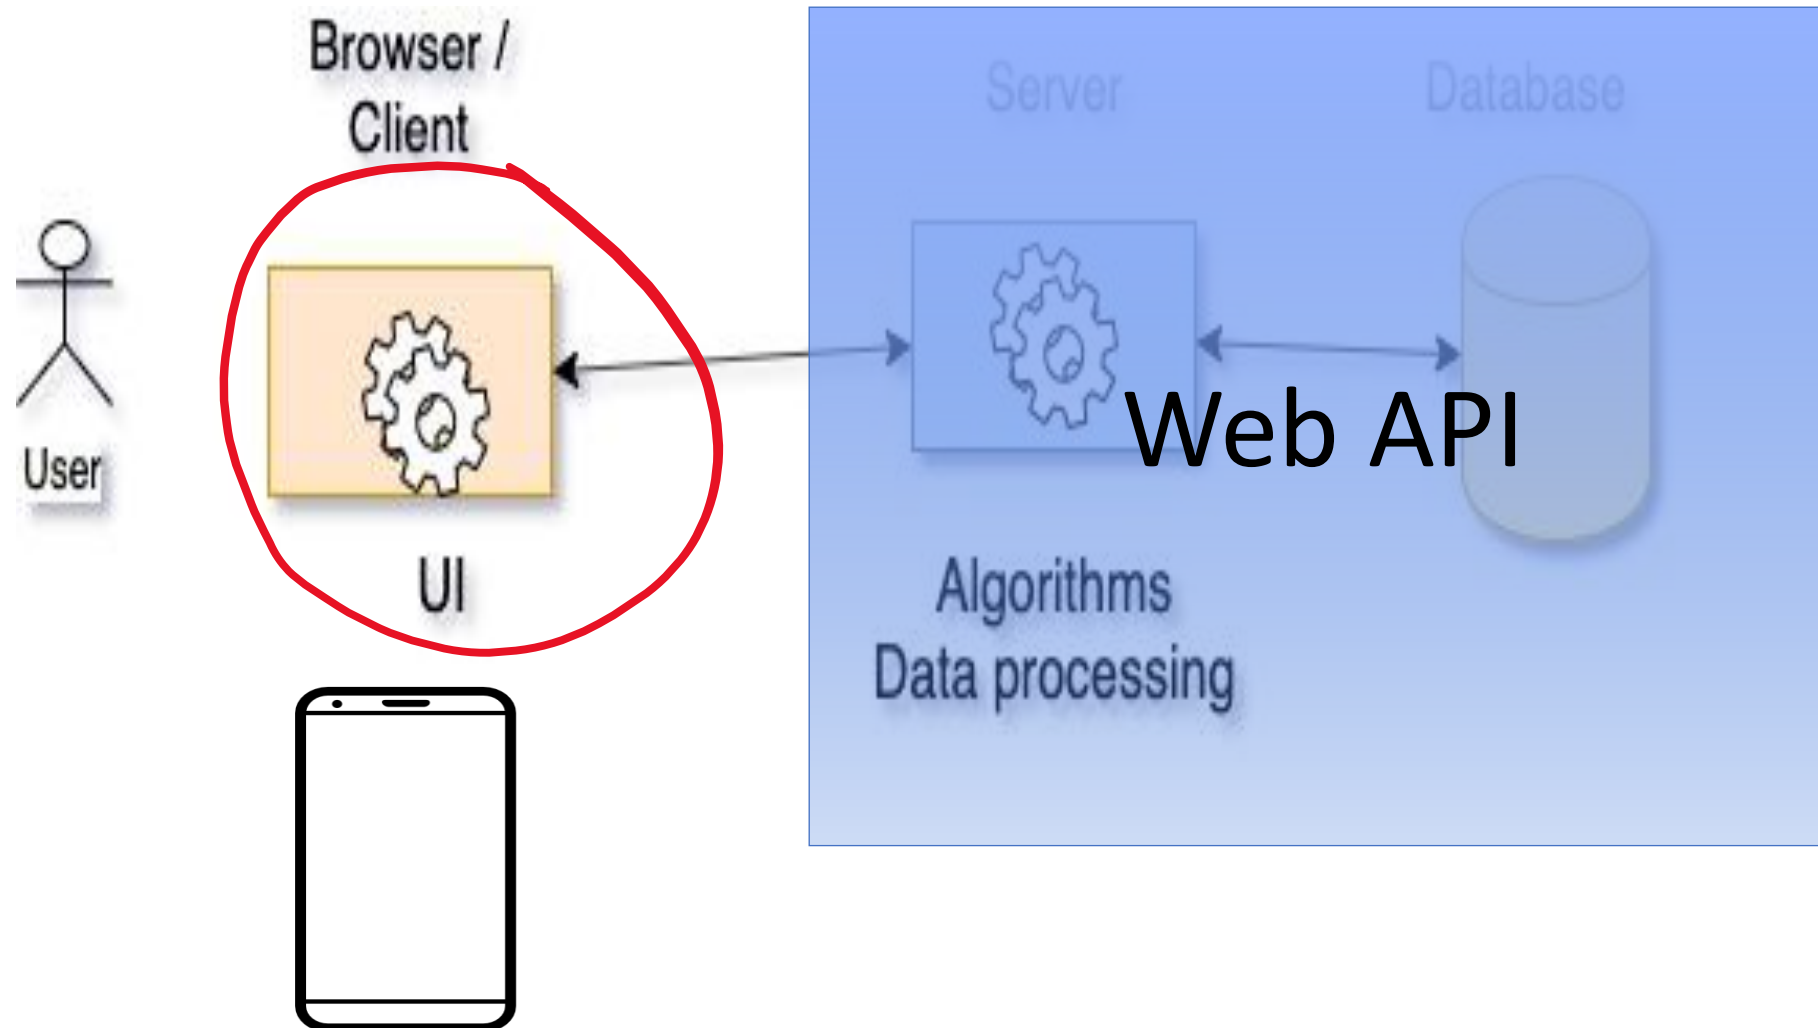 Browser /
Client
Server
Database
User
Web API
UI
Algorithms
Data processing